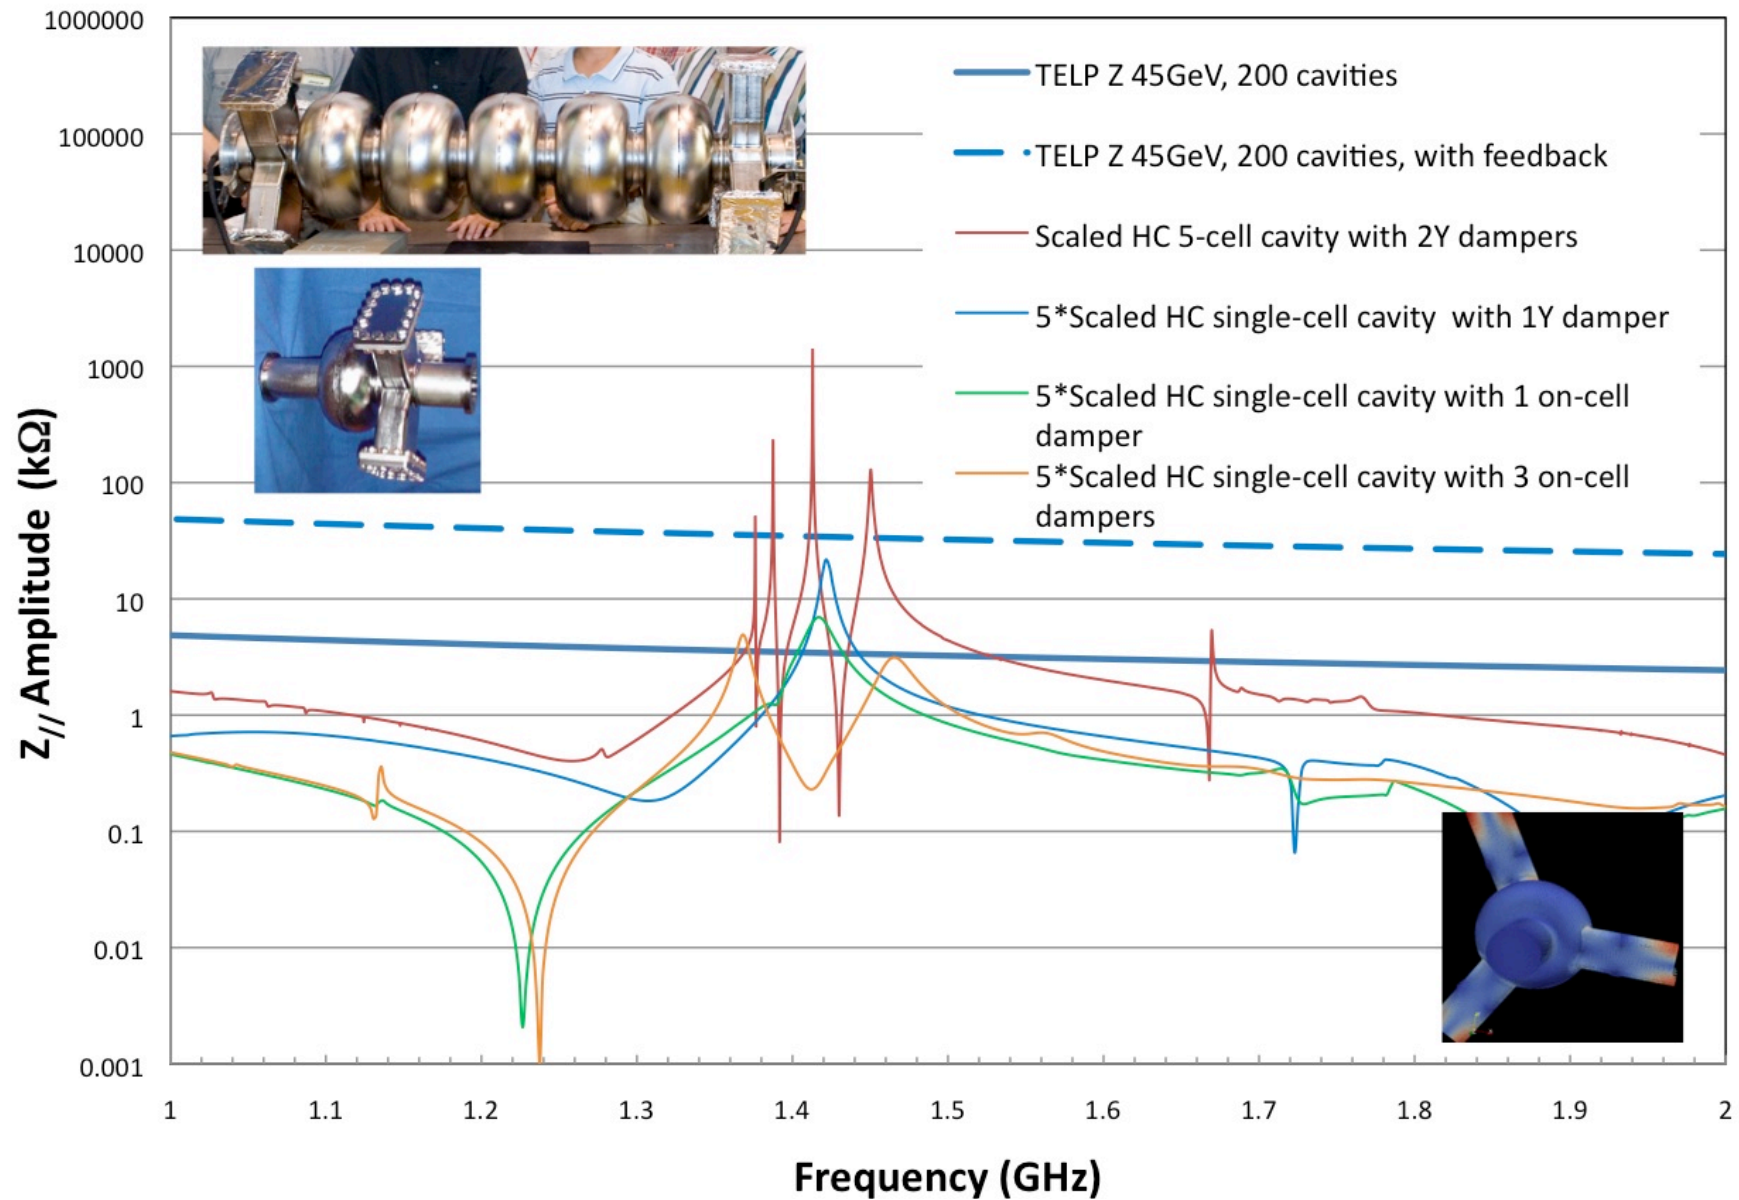 1000000
100000
10000
1000
100
10
1
0.1
0.01
0.001
Z// Amplitude (kΩ)
TELP Z 45GeV, 200 cavities
TELP Z 45GeV, 200 cavities, with feedback
Scaled HC 5-cell cavity with 2Y dampers
5*Scaled HC single-cell cavity with 1Y damper
5*Scaled HC single-cell cavity with 1 on-cell
damper
5*Scaled HC single-cell cavity with 3 on-cell
dampers
1 1.1 1.2 1.3 1.4 1.5 1.6 1.7 1.8 1.9 2
Frequency (GHz)